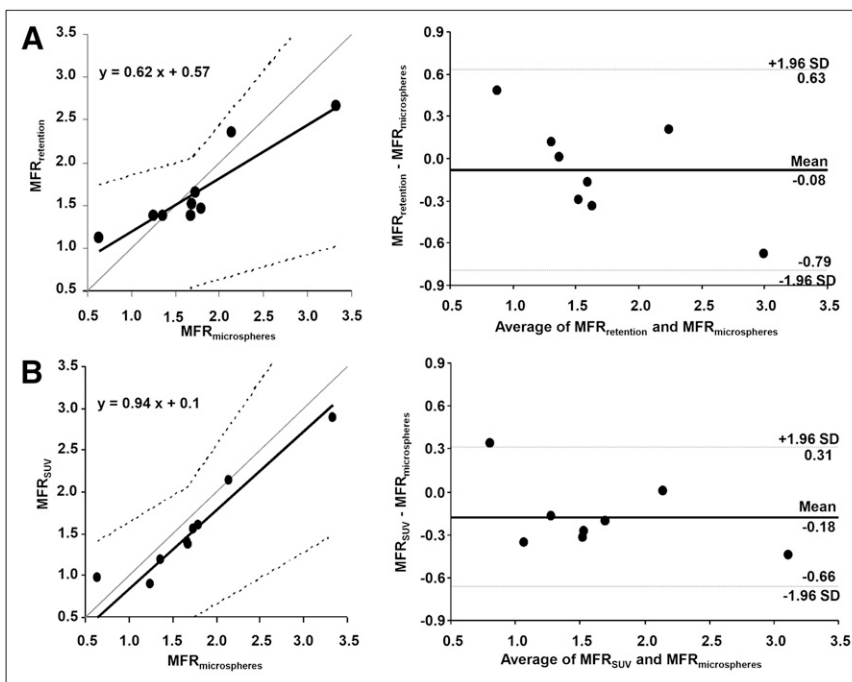 A
3.5
3.0
2.5
2.0
1.5
1.0
0.5
0.5 1.0 1.5 2.0 2.5 3.0 3.5
y = 0.62 x + 0.57
MFRretention
MFRmicrospheres
0.9
0.6
0.3
0.0
-0.3
-0.6
-0.9
0.5 1.0 1.5 2.0 2.5 3.0 3.5
+1.96 SD
0.63
Mean
-0.08
-0.79
-1.96 SD
MFRretention - MFRmicrospheres
Average of MFRretention and MFRmicrospheres
B
3.5
3.0
2.5
2.0
1.5
1.0
0.5
0.5 1.0 1.5 2.0 2.5 3.0 3.5
y = 0.94 x + 0.1
MFRSUV
MFRmicrospheres
0.9
0.6
0.3
0.0
-0.3
-0.6
-0.9
0.5 1.0 1.5 2.0 2.5 3.0 3.5
+1.96 SD
0.31
Mean
-0.18
-0.66
-1.96 SD
MFRSUV - MFRmicrospheres
Average of MFRSUV and MFRmicrospheres